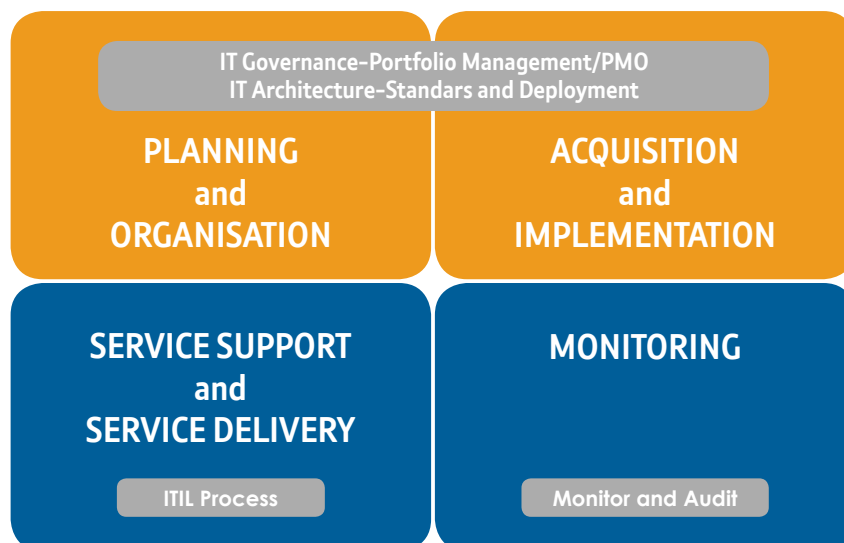 IT Governance-Portfolio Management/PMO
IT Architecture-Standars and Deployment
PLANNING
and
ORGANISATION
ACQUISITION
and
IMPLEMENTATION
SERVICE SUPPORT
and
SERVICE DELIVERY
ITIL Process
MONITORING
Monitor and Audit